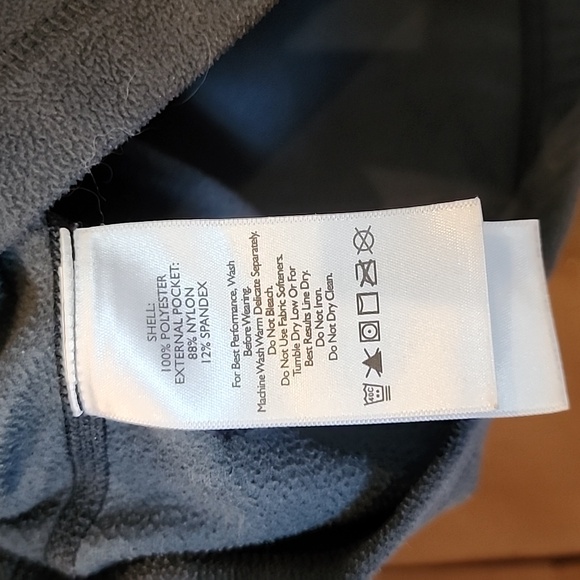 SHELL:
100% POLYESTER
EXTERNAL POCKET:
88% NYLON
12% SPANDEX
For Best Performance, Wash
Before Wearing.
Machine Wash Warm Delicate Separately.
Do Not Bleach.
Do Not Use Fabric Softeners.
Tumble Dry Low Or For
Best Results Line Dry.
Do Not Iron.
Do Not Dry Clean.
40C